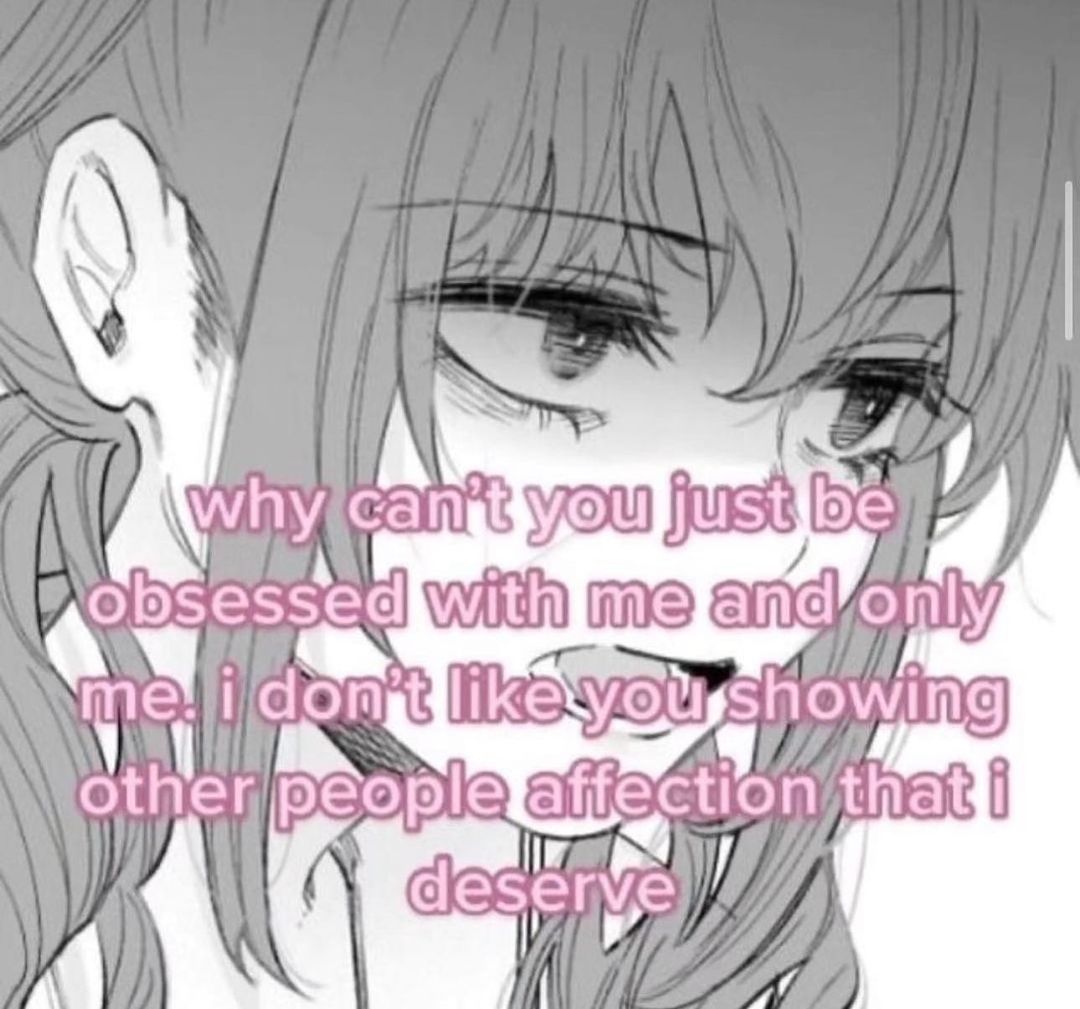 why can't you just be
obsessed with me and only
me. i don't like you showing
other people affection that i
deserve